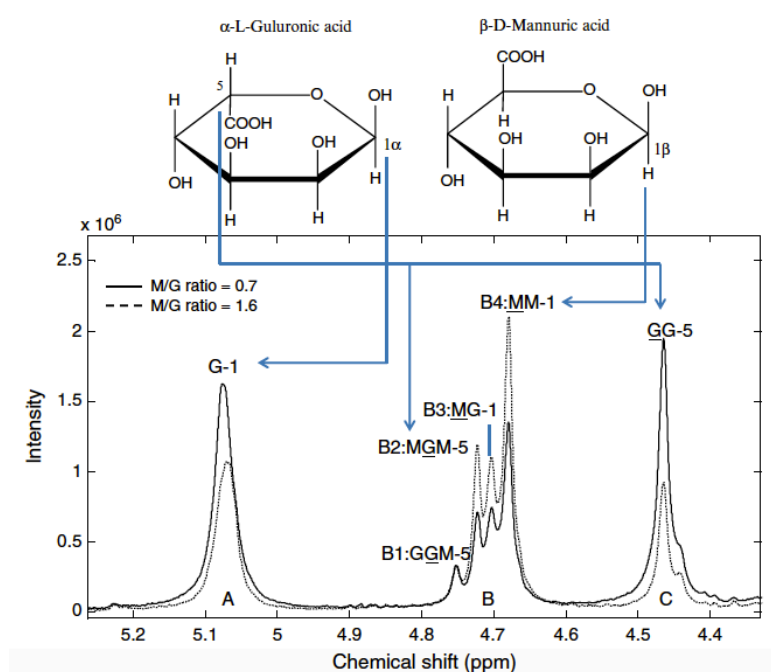 α-L-Guluronic acid
β-D-Mannuric acid
H
5
O
OH
H
COOH
OH
OH
1α
OH
H
H
H
COOH
O
OH
H
H
OH
OH
1β
OH
H
H
H
x 10⁶
2.5
2
1.5
1
0.5
0
Intensity
M/G ratio = 0.7
M/G ratio = 1.6
G-1
B4:MM-1
GG-5
B3:MG-1
B2:MGM-5
B1:GGM-5
A
B
C
5.2 5.1 5 4.9 4.8 4.7 4.6 4.5 4.4
Chemical shift (ppm)